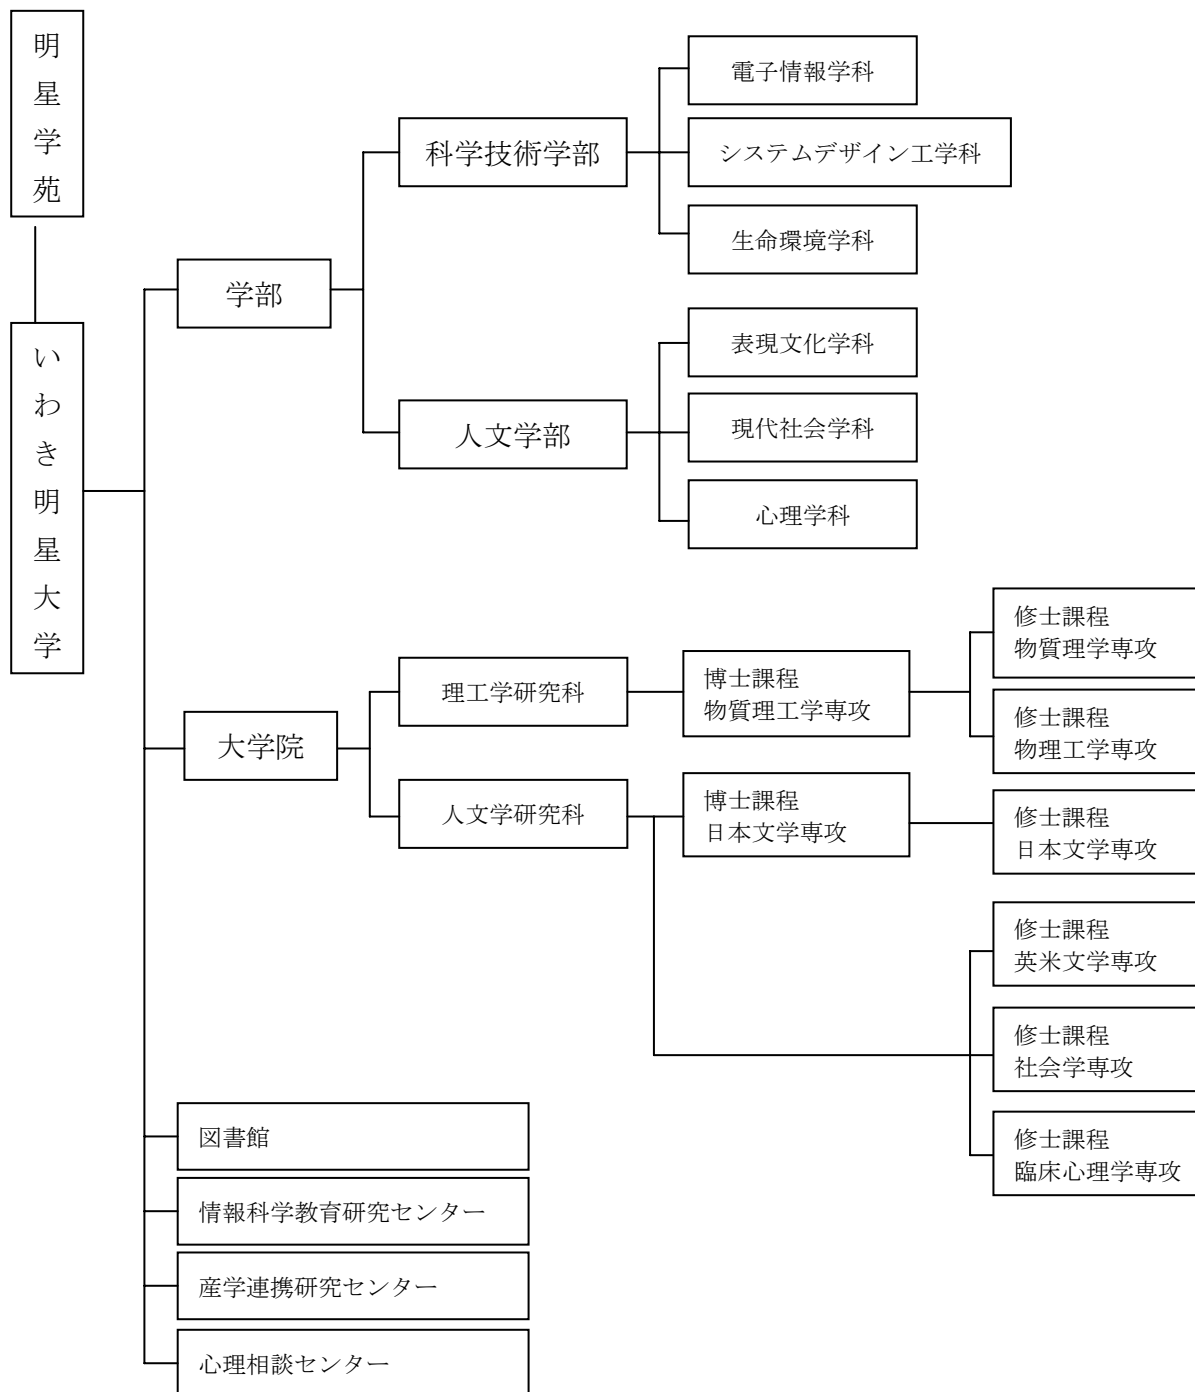 明星学苑
いわき明星大学
学部
科学技術学部
電子情報学科
システムデザイン工学科
生命環境学科
人文学部
表現文化学科
現代社会学科
心理学科
大学院
理工学研究科
博士課程
物質理工学専攻
修士課程
物質理学専攻
修士課程
物理工学専攻
人文学研究科
博士課程
日本文学専攻
修士課程
日本文学専攻
修士課程
英米文学専攻
修士課程
社会学専攻
修士課程
臨床心理学専攻
図書館
情報科学教育研究センター
産学連携研究センター
心理相談センター